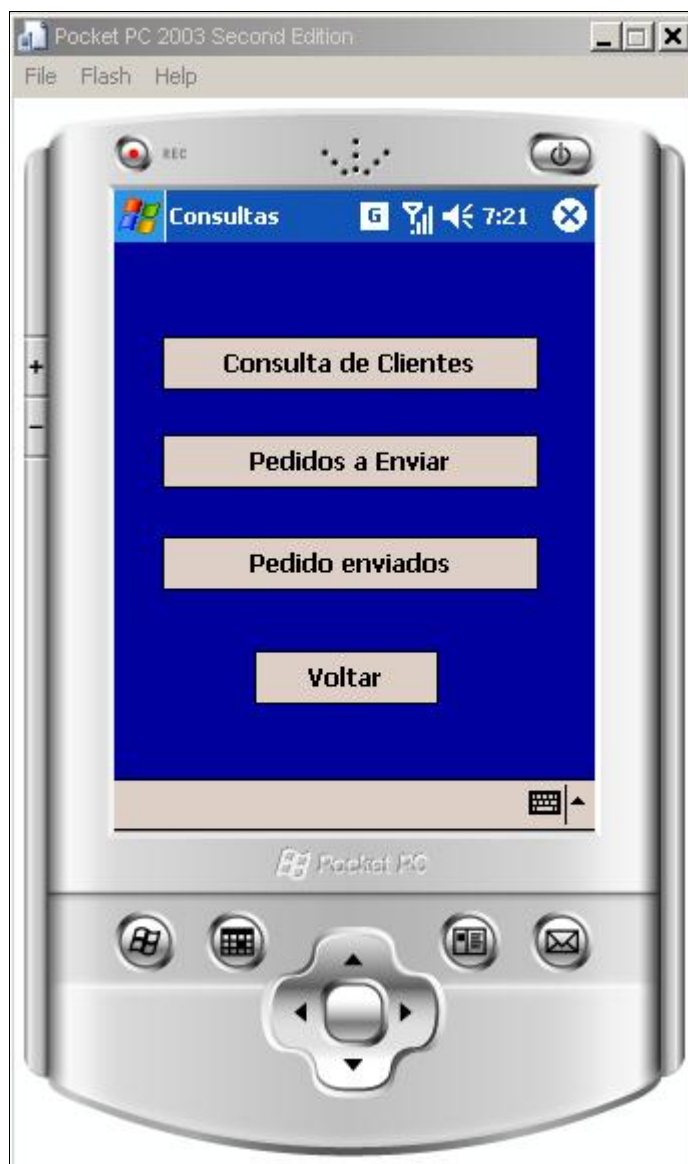 Pocket PC 2003 Second Edition
File Flash Help
REC
Consultas G 7:21
Consulta de Clientes
Pedidos a Enviar
Pedido enviados
Voltar
Pocket PC